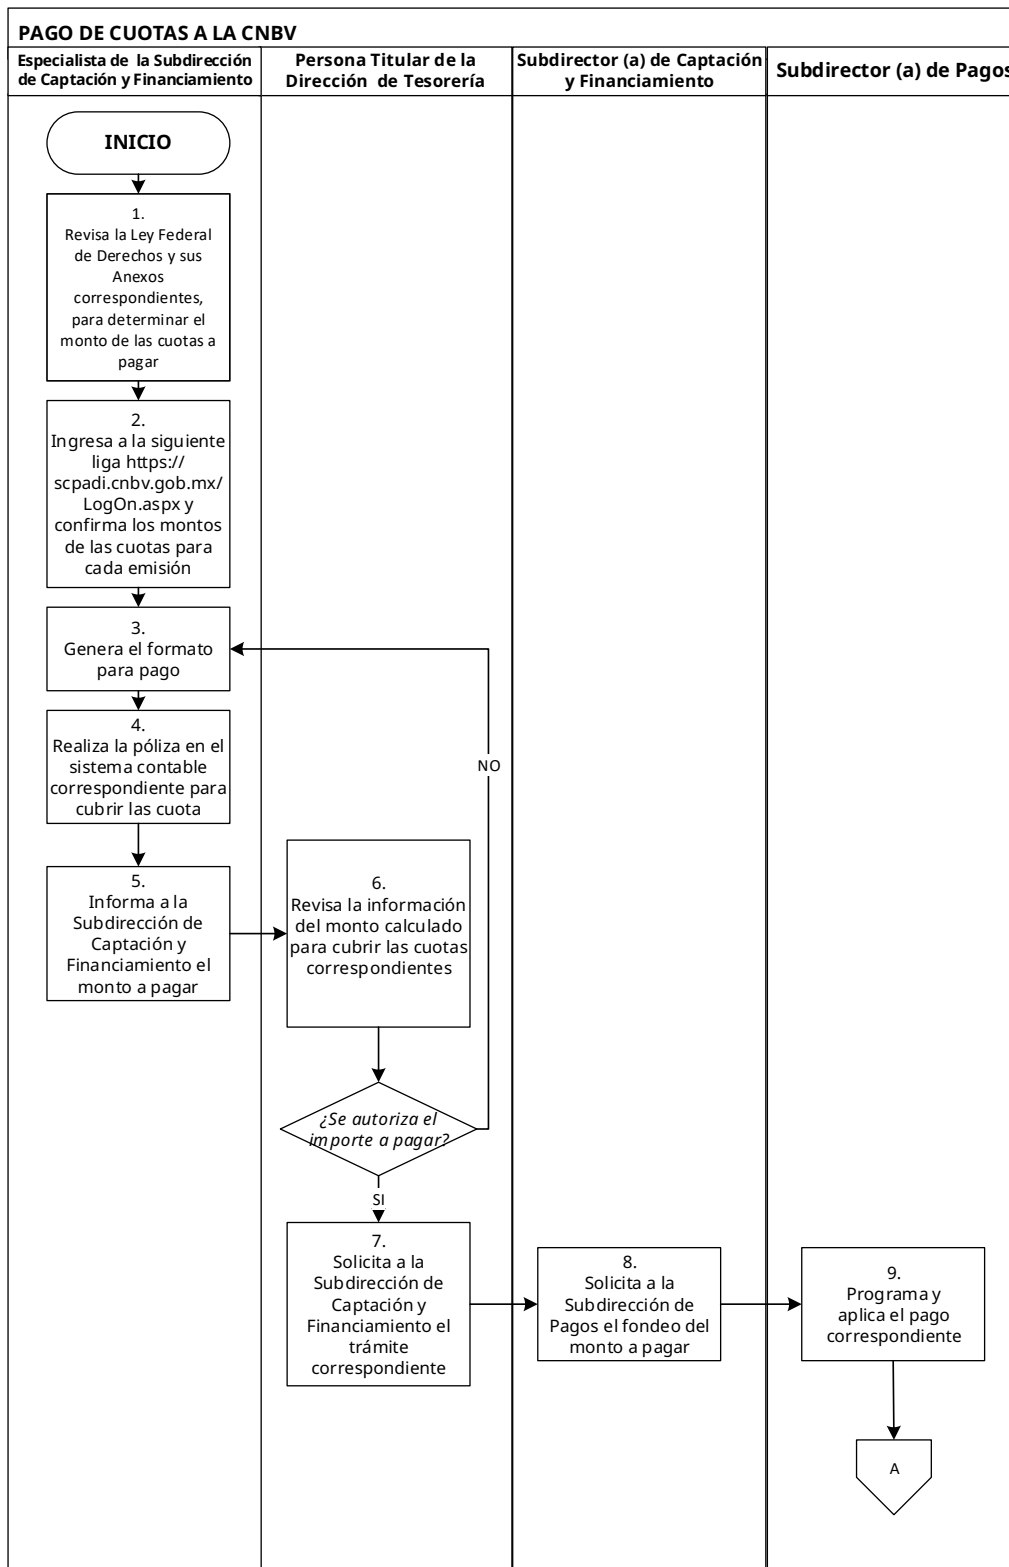 PAGO DE CUOTAS A LA CNBV
Especialista de la Subdirección
de Captación y Financiamiento
Persona Titular de la
Dirección de Tesorería
Subdirector (a) de Captación
y Financiamiento
Subdirector (a) de Pagos
INICIO
1.
Revisa la Ley Federal
de Derechos y sus
Anexos
correspondientes,
para determinar el
monto de las cuotas a
pagar
2.
Ingresa a la siguiente
liga https://
scpadi.cnbv.gob.mx/
LogOn.aspx y
confirma los montos
de las cuotas para
cada emisión
3.
Genera el formato
para pago
4.
Realiza la póliza en el
sistema contable
correspondiente para
cubrir las cuota
NO
5.
Informa a la
Subdirección de
Captación y
Financiamiento el
monto a pagar
6.
Revisa la información
del monto calculado
para cubrir las cuotas
correspondientes
¿Se autoriza el
importe a pagar?
SI
7.
Solicita a la
Subdirección de
Captación y
Financiamiento el
trámite
correspondiente
8.
Solicita a la
Subdirección de
Pagos el fondeo del
monto a pagar
9.
Programa y
aplica el pago
correspondiente
A